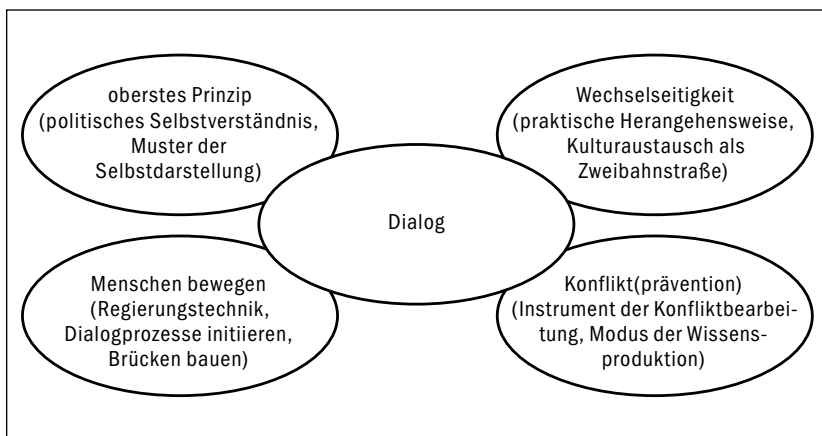 oberstes Prinzip
(politisches Selbstverständnis,
Muster der
Selbstdarstellung)
Wechselseitigkeit
(praktische Herangehensweise,
Kulturaustausch als
Zweibahnstraße)
Dialog
Menschen bewegen
(Regierungstechnik,
Dialogprozesse initiieren,
Brücken bauen)
Konflikt(prävention)
(Instrument der Konfliktbearbei-
tung, Modus der Wissens-
produktion)